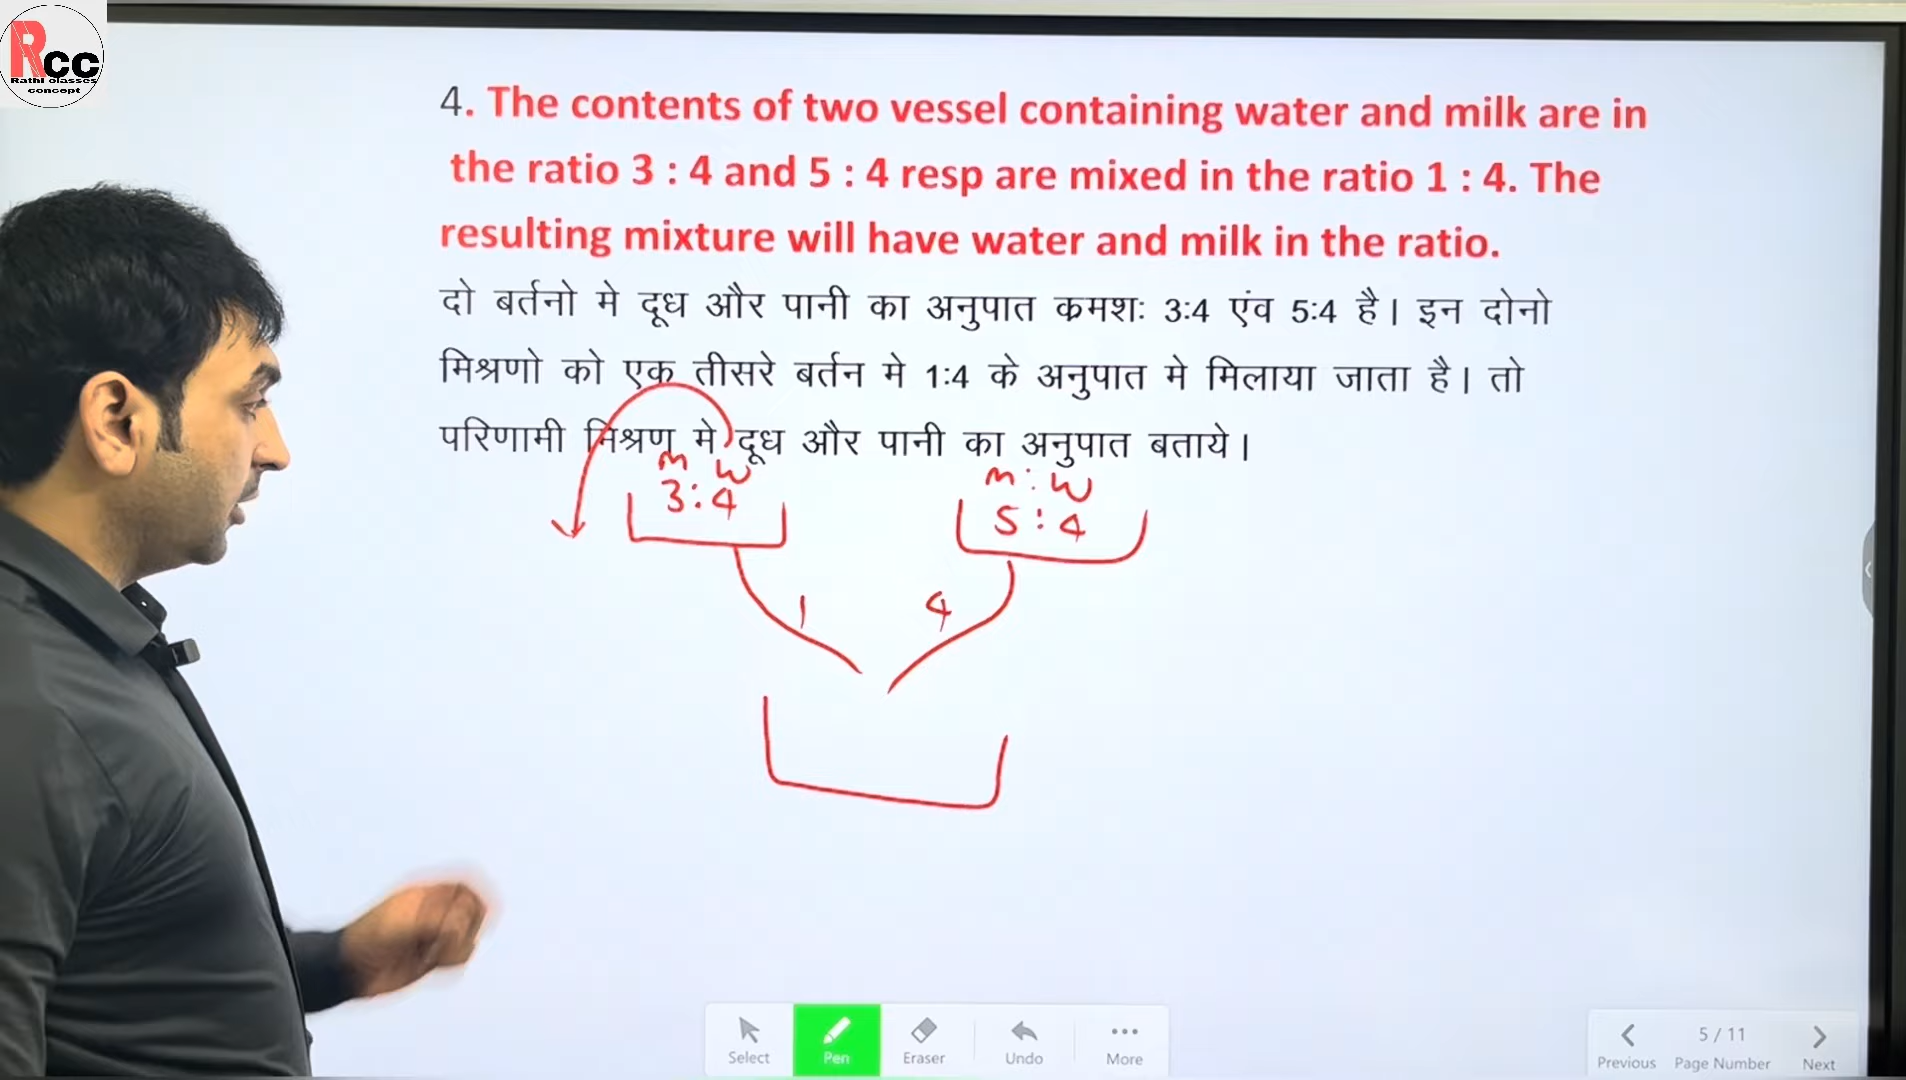 Rcc
Rathi classes
concept
4. The contents of two vessel containing water and milk are in
the ratio 3 : 4 and 5 : 4 resp are mixed in the ratio 1 : 4. The
resulting mixture will have water and milk in the ratio.
दो बर्तनो मे दूध और पानी का अनुपात क्रमशः 3:4 एंव 5:4 है। इन दोनो
मिश्रणो को एक तीसरे बर्तन मे 1:4 के अनुपात मे मिलाया जाता है। तो
परिणामी मिश्रण मे दूध और पानी का अनुपात बताये।
m w
3:4
m : w
5 : 4
1
4
Select
Pen
Eraser
Undo
More
5 / 11
Previous
Page Number
Next